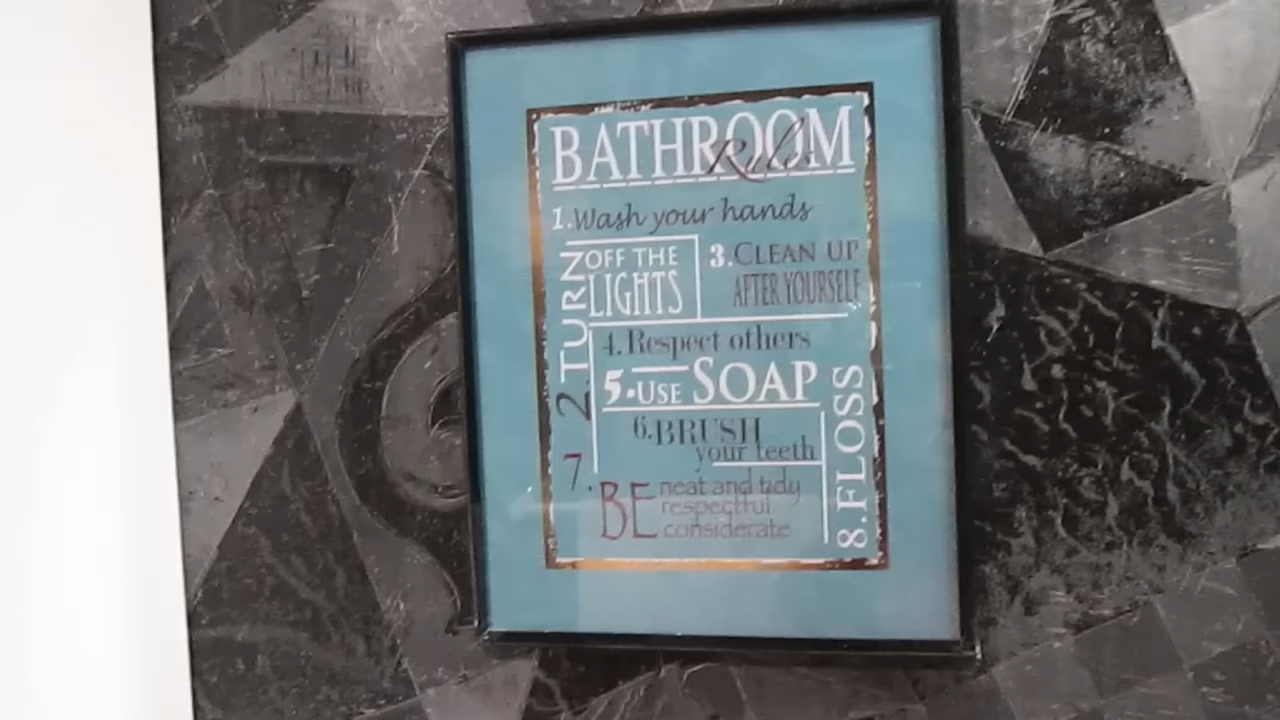 BATHROOM
Rules
1. Wash your hands
2. TURN
OFF THE
LIGHTS
3. CLEAN UP
AFTER YOURSELF
4. Respect others
5. USE SOAP
6. BRUSH
your teeth
7. BE
neat and tidy
respectful
considerate
8. FLOSS